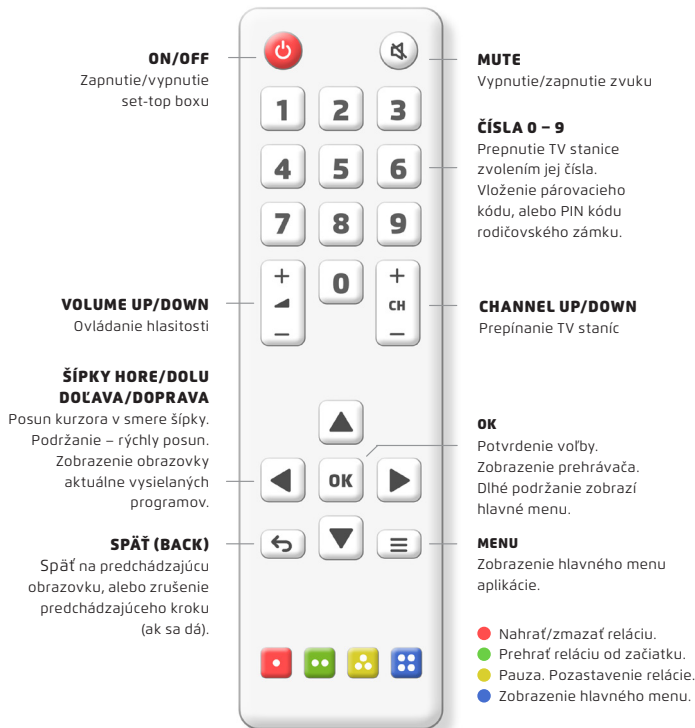 ON/OFF
Zapnutie/vypnutie
set-top boxu
MUTE
Vypnutie/zapnutie zvuku
1 2 3
ČÍSLA 0 – 9
Prepnutie TV stanice
zvolením jej čísla.
Vloženie párovacieho
kódu, alebo PIN kódu
rodičovského zámku.
4 5 6
7 8 9
+ 0 +
CH
– –
VOLUME UP/DOWN
Ovládanie hlasitosti
CHANNEL UP/DOWN
Prepínanie TV staníc
ŠÍPKY HORE/DOLU
DOĽAVA/DOPRAVA
Posun kurzora v smere šípky.
Podržanie – rýchly posun.
Zobrazenie obrazovky
aktuálne vysielaných
programov.
OK
OK
Potvrdenie voľby.
Zobrazenie prehrávača.
Dlhé podržanie zobrazí
hlavné menu.
SPÄŤ (BACK)
Späť na predchádzajúcu
obrazovku, alebo zrušenie
predchádzajúceho kroku
(ak sa dá).
MENU
Zobrazenie hlavného menu
aplikácie.
Nahrať/zmazať reláciu.
Prehrať reláciu od začiatku.
Pauza. Pozastavenie relácie.
Zobrazenie hlavného menu.